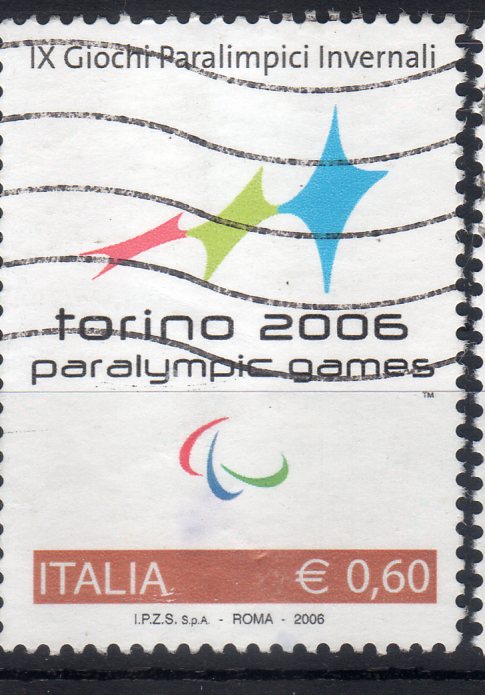 IX Giochi Paralimpici Invernali
torino 2006
paralympic games
™
ITALIA € 0,60
I.P.Z.S. S.p.A. - ROMA - 2006